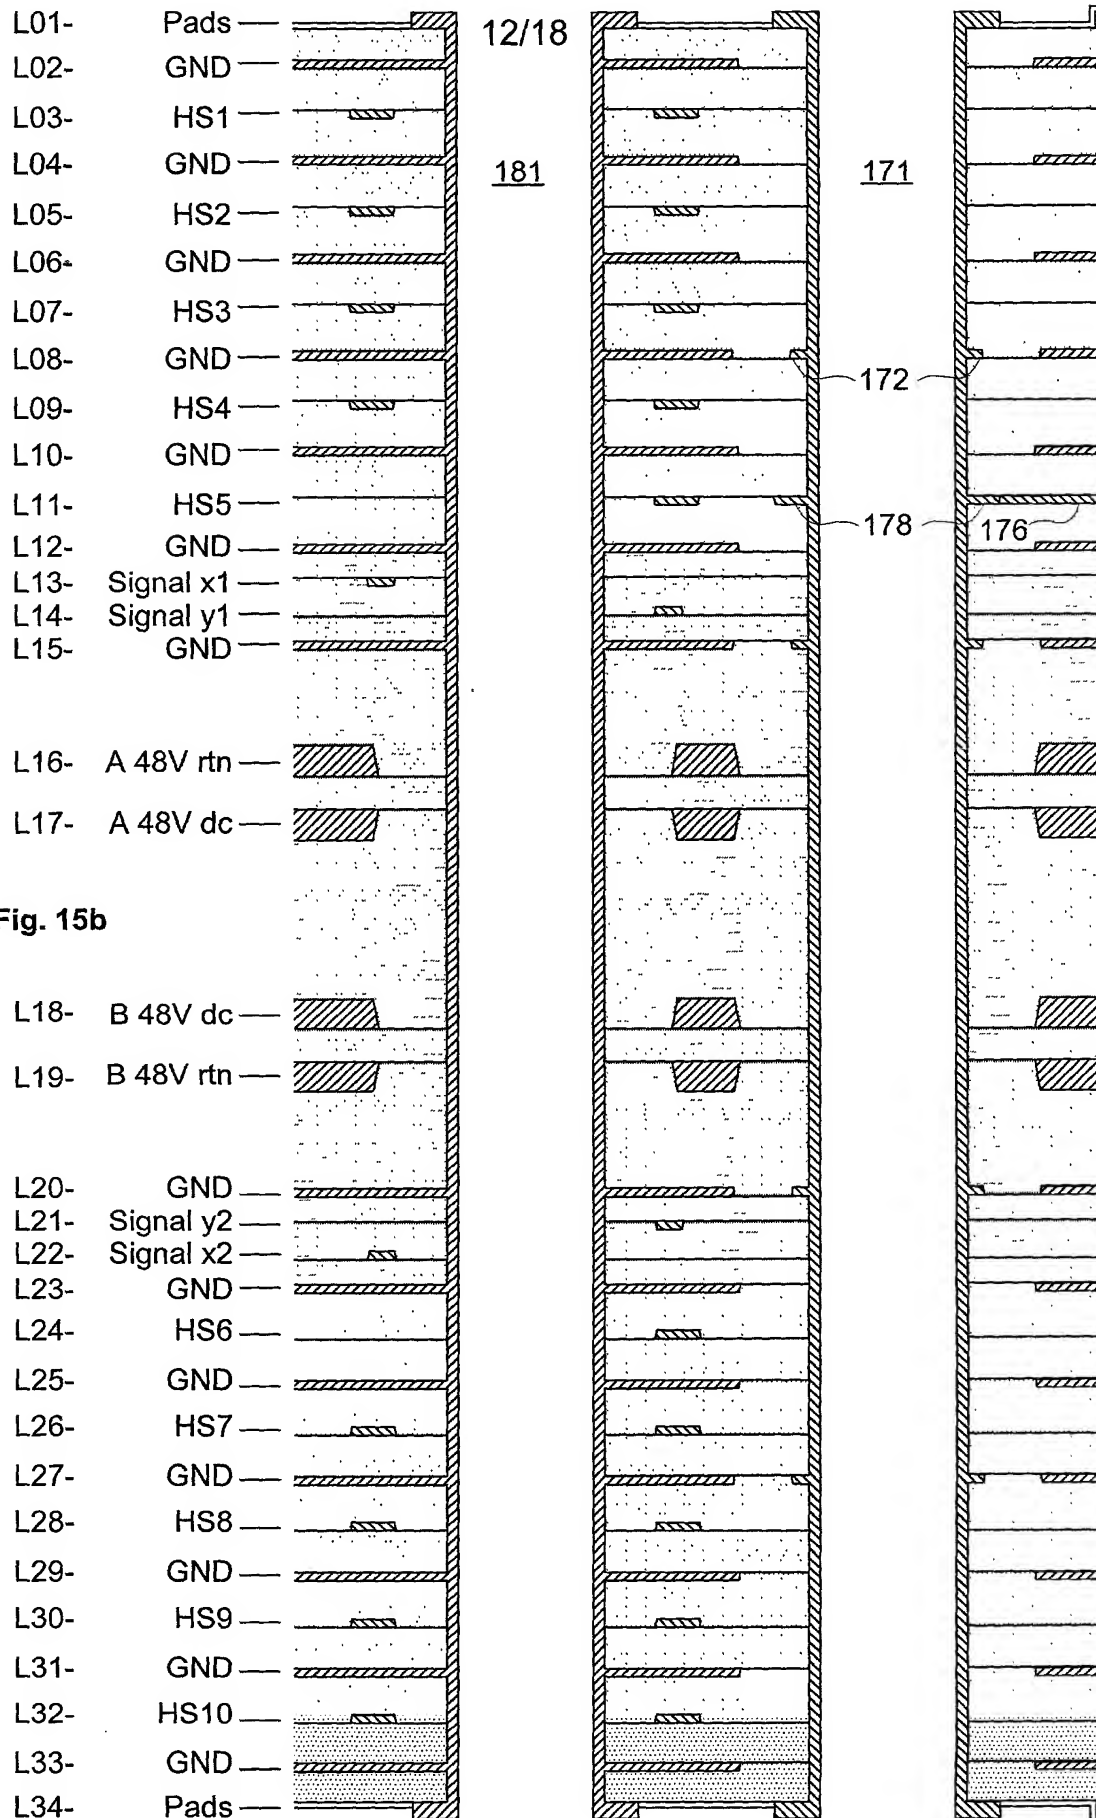 L01- Pads
12/18
L02- GND
L03- HS1
L04- GND
181
171
L05- HS2
L06- GND
L07- HS3
L08- GND
172
L09- HS4
L10- GND
L11- HS5
178
176
L12- GND
L13- Signal x1
L14- Signal y1
L15- GND
L16- A 48V rtn
L17- A 48V dc
Fig. 15b
L18- B 48V dc
L19- B 48V rtn
L20- GND
L21- Signal y2
L22- Signal x2
L23- GND
L24- HS6
L25- GND
L26- HS7
L27- GND
L28- HS8
L29- GND
L30- HS9
L31- GND
L32- HS10
L33- GND
L34- Pads